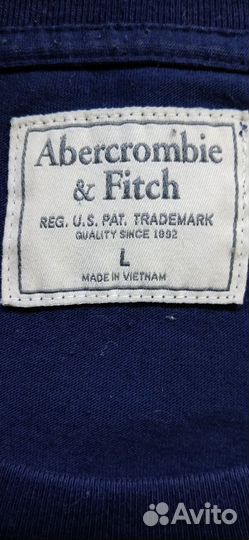 Abercrombie
& Fitch
REG. U.S. PAT. TRADEMARK
QUALITY SINCE 1892
L
MADE IN VIETNAM
Avito